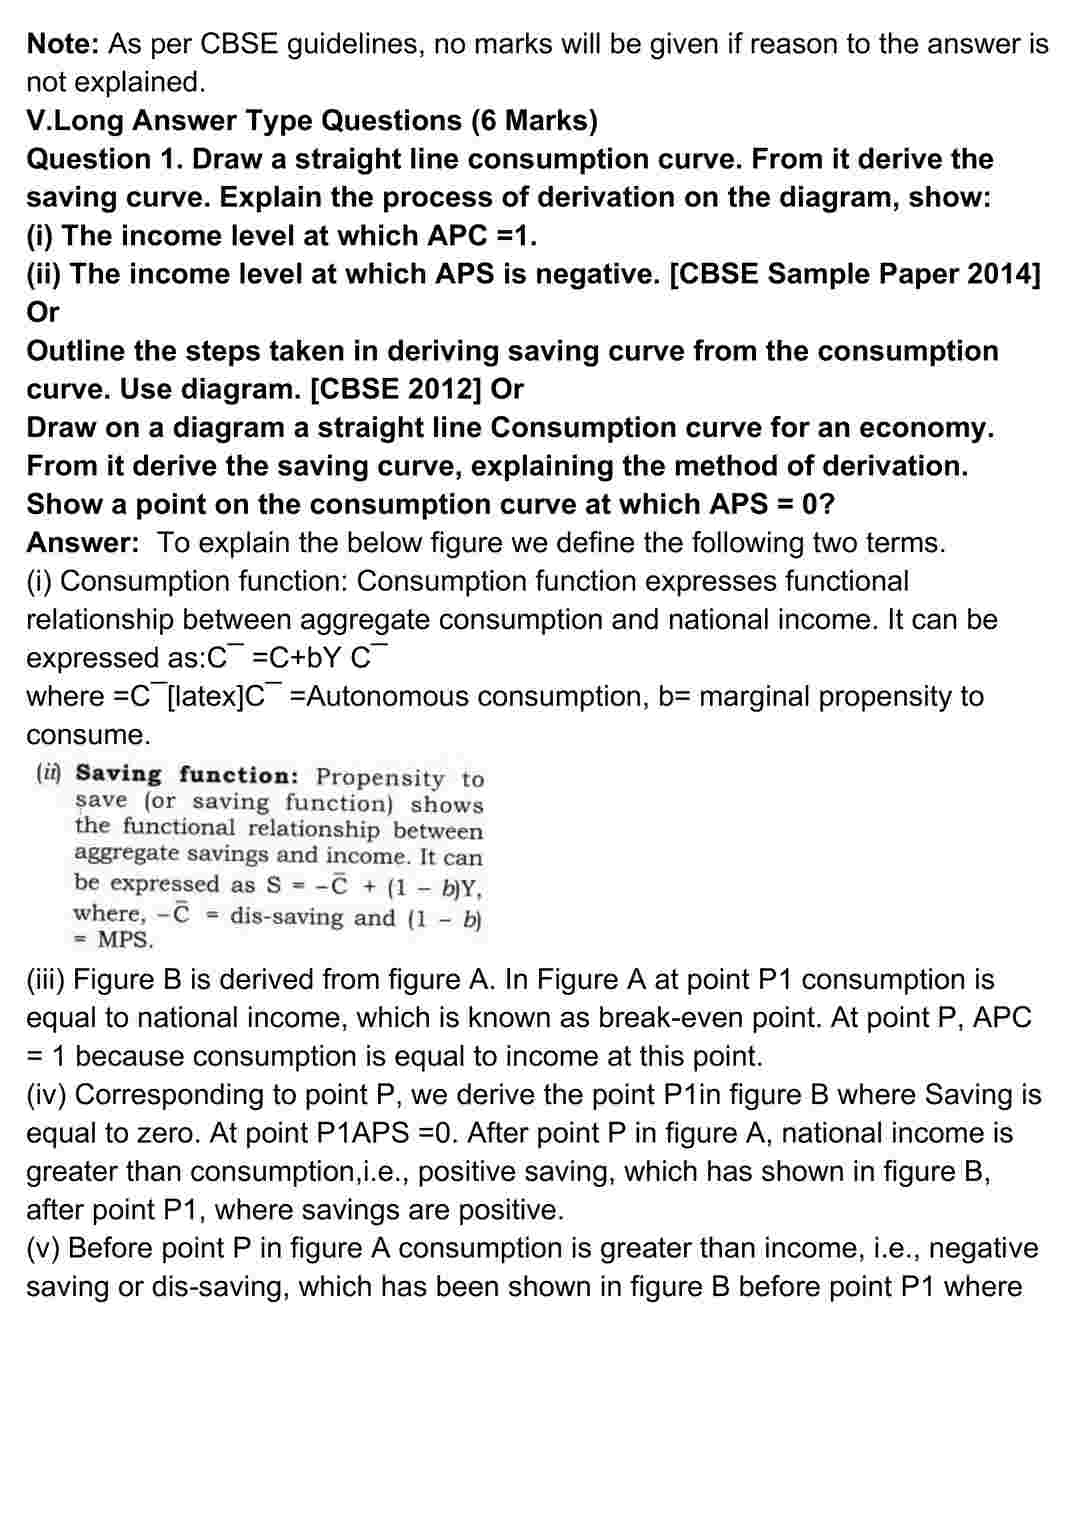 Note: As per CBSE guidelines, no marks will be given if reason to the answer is
not explained.
V.Long Answer Type Questions (6 Marks)
Question 1. Draw a straight line consumption curve. From it derive the
saving curve. Explain the process of derivation on the diagram, show:
(i) The income level at which APC =1.
(ii) The income level at which APS is negative. [CBSE Sample Paper 2014]
Or
Outline the steps taken in deriving saving curve from the consumption
curve. Use diagram. [CBSE 2012] Or
Draw on a diagram a straight line Consumption curve for an economy.
From it derive the saving curve, explaining the method of derivation.
Show a point on the consumption curve at which APS = 0?
Answer:  To explain the below figure we define the following two terms.
(i) Consumption function: Consumption function expresses functional
relationship between aggregate consumption and national income. It can be
expressed as:C¯ =C+bY C¯
where =C¯[latex]C¯ =Autonomous consumption, b= marginal propensity to
consume.
(ii) Saving function: Propensity to
save (or saving function) shows
the functional relationship between
aggregate savings and income. It can
be expressed as S = –C̄ + (1 – b)Y,
where, –C̄ = dis-saving and (1 – b)
= MPS.
(iii) Figure B is derived from figure A. In Figure A at point P1 consumption is
equal to national income, which is known as break-even point. At point P, APC
= 1 because consumption is equal to income at this point.
(iv) Corresponding to point P, we derive the point P1in figure B where Saving is
equal to zero. At point P1APS =0. After point P in figure A, national income is
greater than consumption,i.e., positive saving, which has shown in figure B,
after point P1, where savings are positive.
(v) Before point P in figure A consumption is greater than income, i.e., negative
saving or dis-saving, which has been shown in figure B before point P1 where